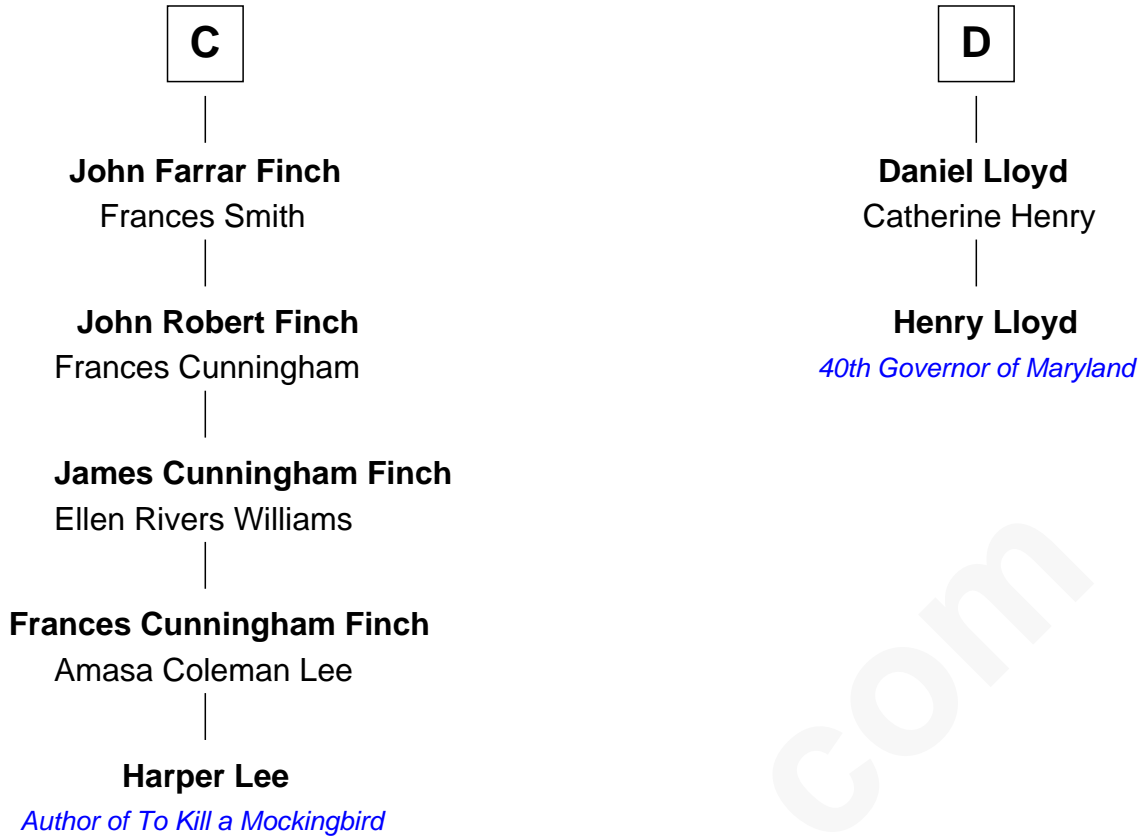 C
John Farrar Finch
Frances Smith
John Robert Finch
Frances Cunningham
James Cunningham Finch
Ellen Rivers Williams
Frances Cunningham Finch
Amasa Coleman Lee
Harper Lee
Author of To Kill a Mockingbird
D
Daniel Lloyd
Catherine Henry
Henry Lloyd
40th Governor of Maryland
com